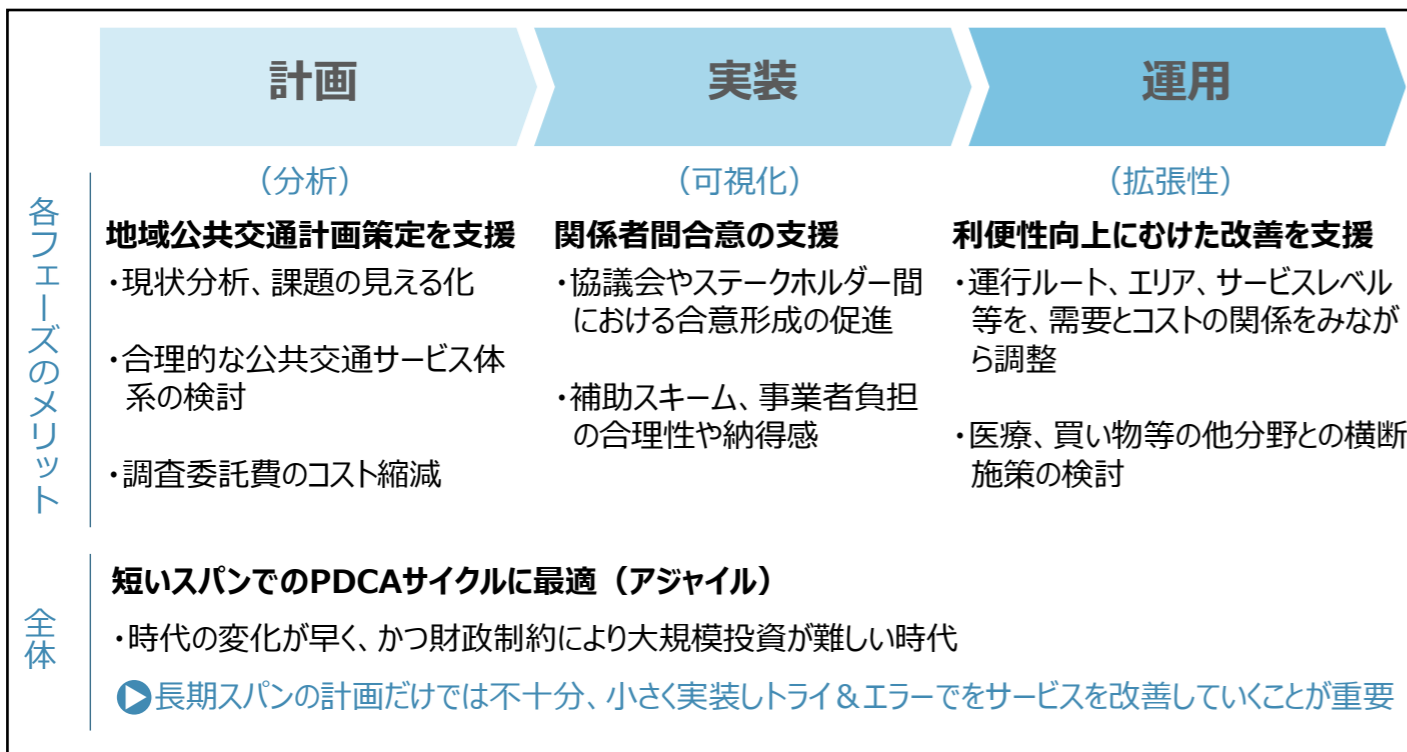 計画
実装
運用
各フェーズのメリット
（分析）
地域公共交通計画策定を支援
・現状分析、課題の見える化
・合理的な公共交通サービス体
系の検討
・調査委託費のコスト縮減
（可視化）
関係者間合意の支援
・協議会やステークホルダー間
における合意形成の促進
・補助スキーム、事業者負担
の合理性や納得感
（拡張性）
利便性向上にむけた改善を支援
・運行ルート、エリア、サービスレベル
等を、需要とコストの関係をみなが
ら調整
・医療、買い物等の他分野との横断
施策の検討
全体
短いスパンでのPDCAサイクルに最適（アジャイル）
・時代の変化が早く、かつ財政制約により大規模投資が難しい時代
長期スパンの計画だけでは不十分、小さく実装しトライ＆エラーでをサービスを改善していくことが重要